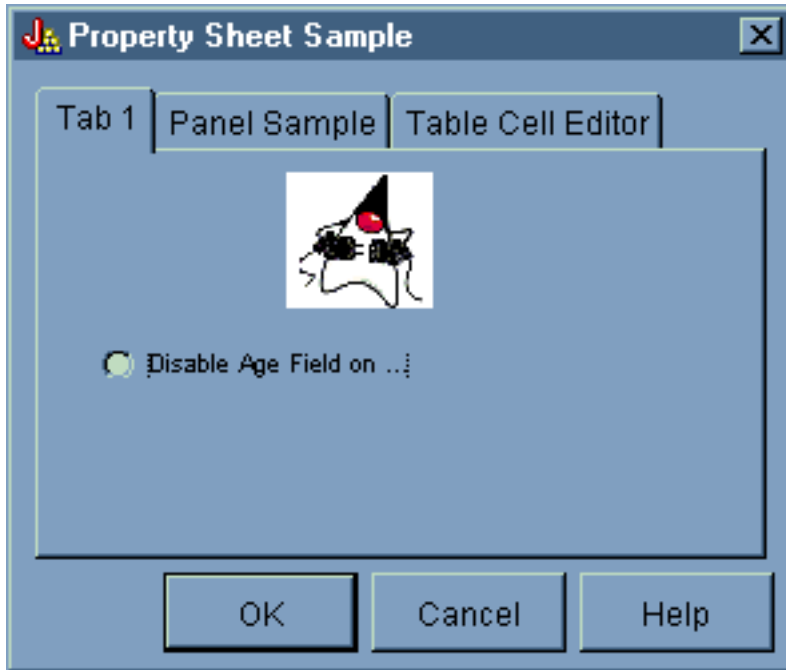 Property Sheet Sample
Tab 1 Panel Sample Table Cell Editor
Disable Age Field on ...
OK Cancel Help